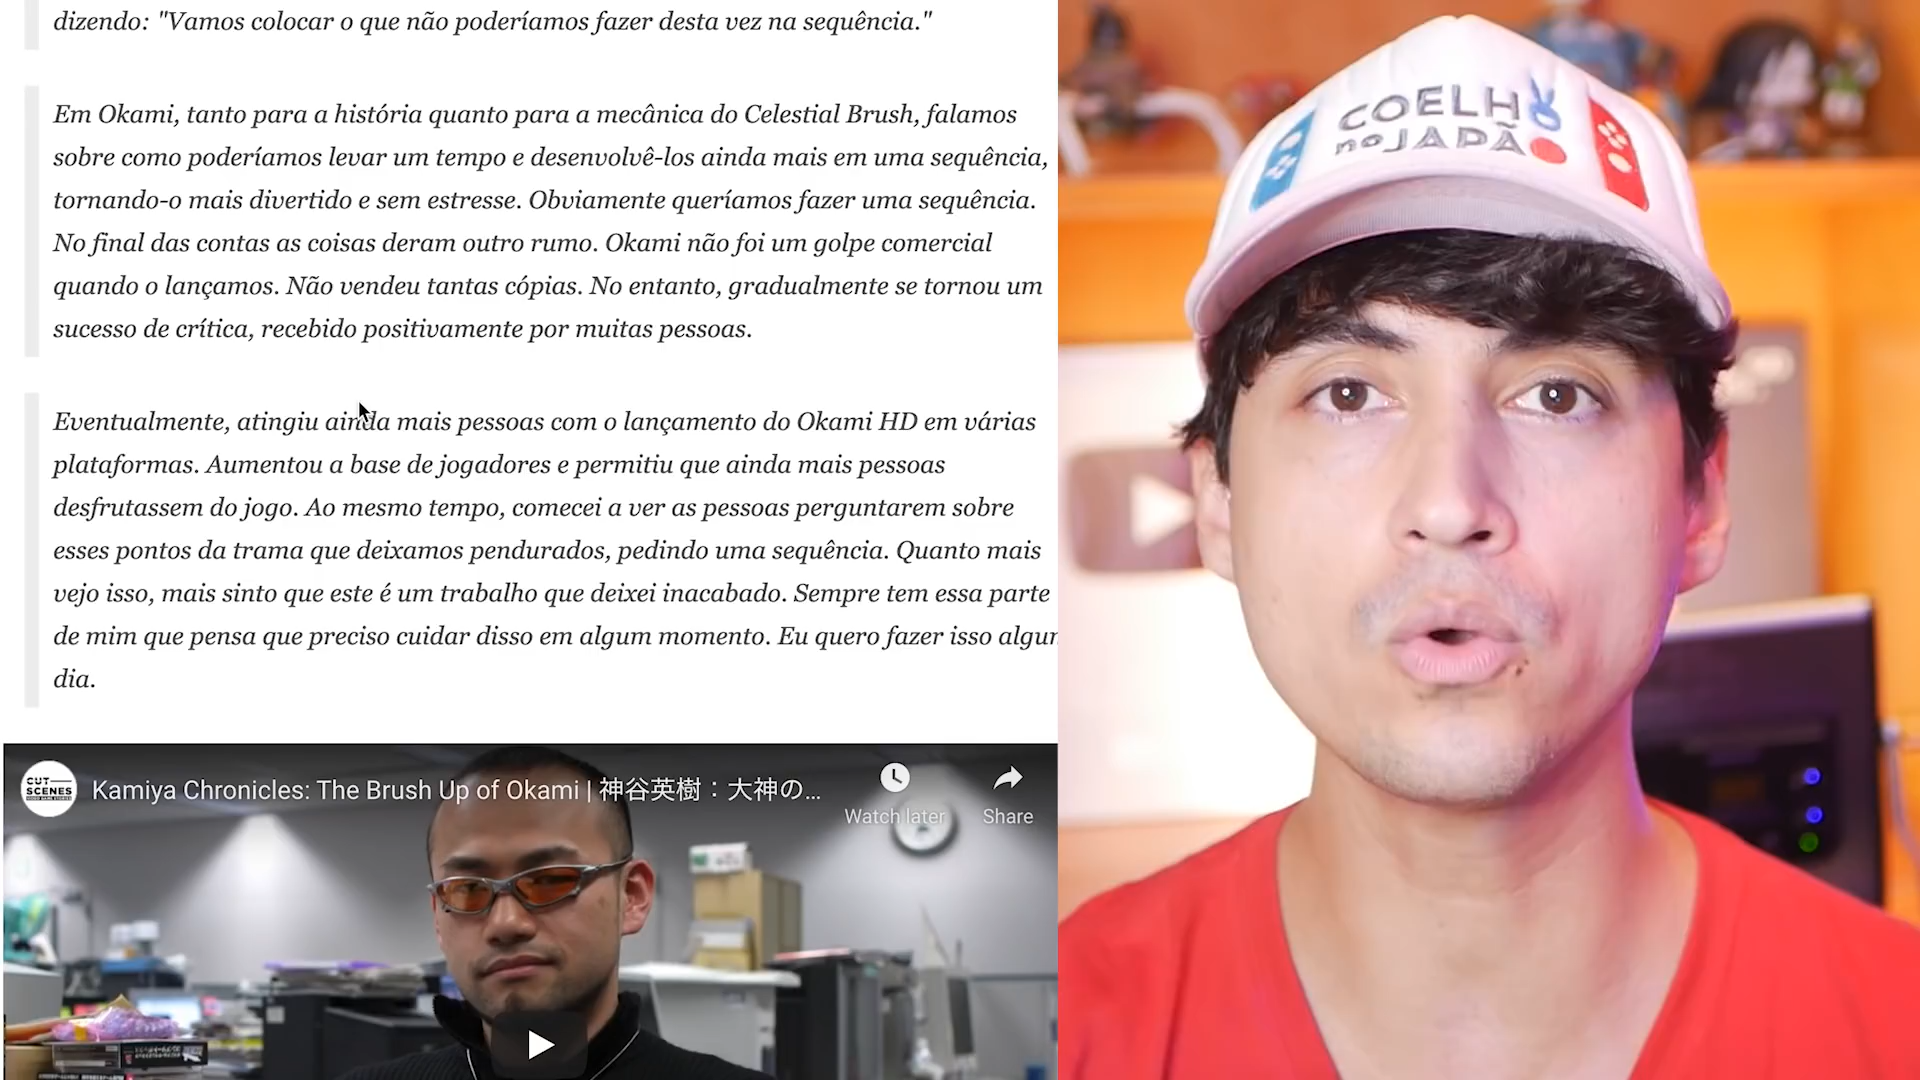 dizendo: "Vamos colocar o que não poderíamos fazer desta vez na sequência."
Em Okami, tanto para a história quanto para a mecânica do Celestial Brush, falamos
sobre como poderíamos levar um tempo e desenvolvê-los ainda mais em uma sequência,
tornando-o mais divertido e sem estresse. Obviamente queríamos fazer uma sequência.
No final das contas as coisas deram outro rumo. Okami não foi um golpe comercial
quando o lançamos. Não vendeu tantas cópias. No entanto, gradualmente se tornou um
sucesso de crítica, recebido positivamente por muitas pessoas.
Eventualmente, atingiu ainda mais pessoas com o lançamento do Okami HD em várias
plataformas. Aumentou a base de jogadores e permitiu que ainda mais pessoas
desfrutassem do jogo. Ao mesmo tempo, comecei a ver as pessoas perguntarem sobre
esses pontos da trama que deixamos pendurados, pedindo uma sequência. Quanto mais
vejo isso, mais sinto que este é um trabalho que deixei inacabado. Sempre tem essa parte
de mim que pensa que preciso cuidar disso em algum momento. Eu quero fazer isso algum
dia.
CUT
SCENES
Kamiya Chronicles: The Brush Up of Okami | 神谷英樹：大神の...
Watch later
Share
COELHO
no JAPÃO